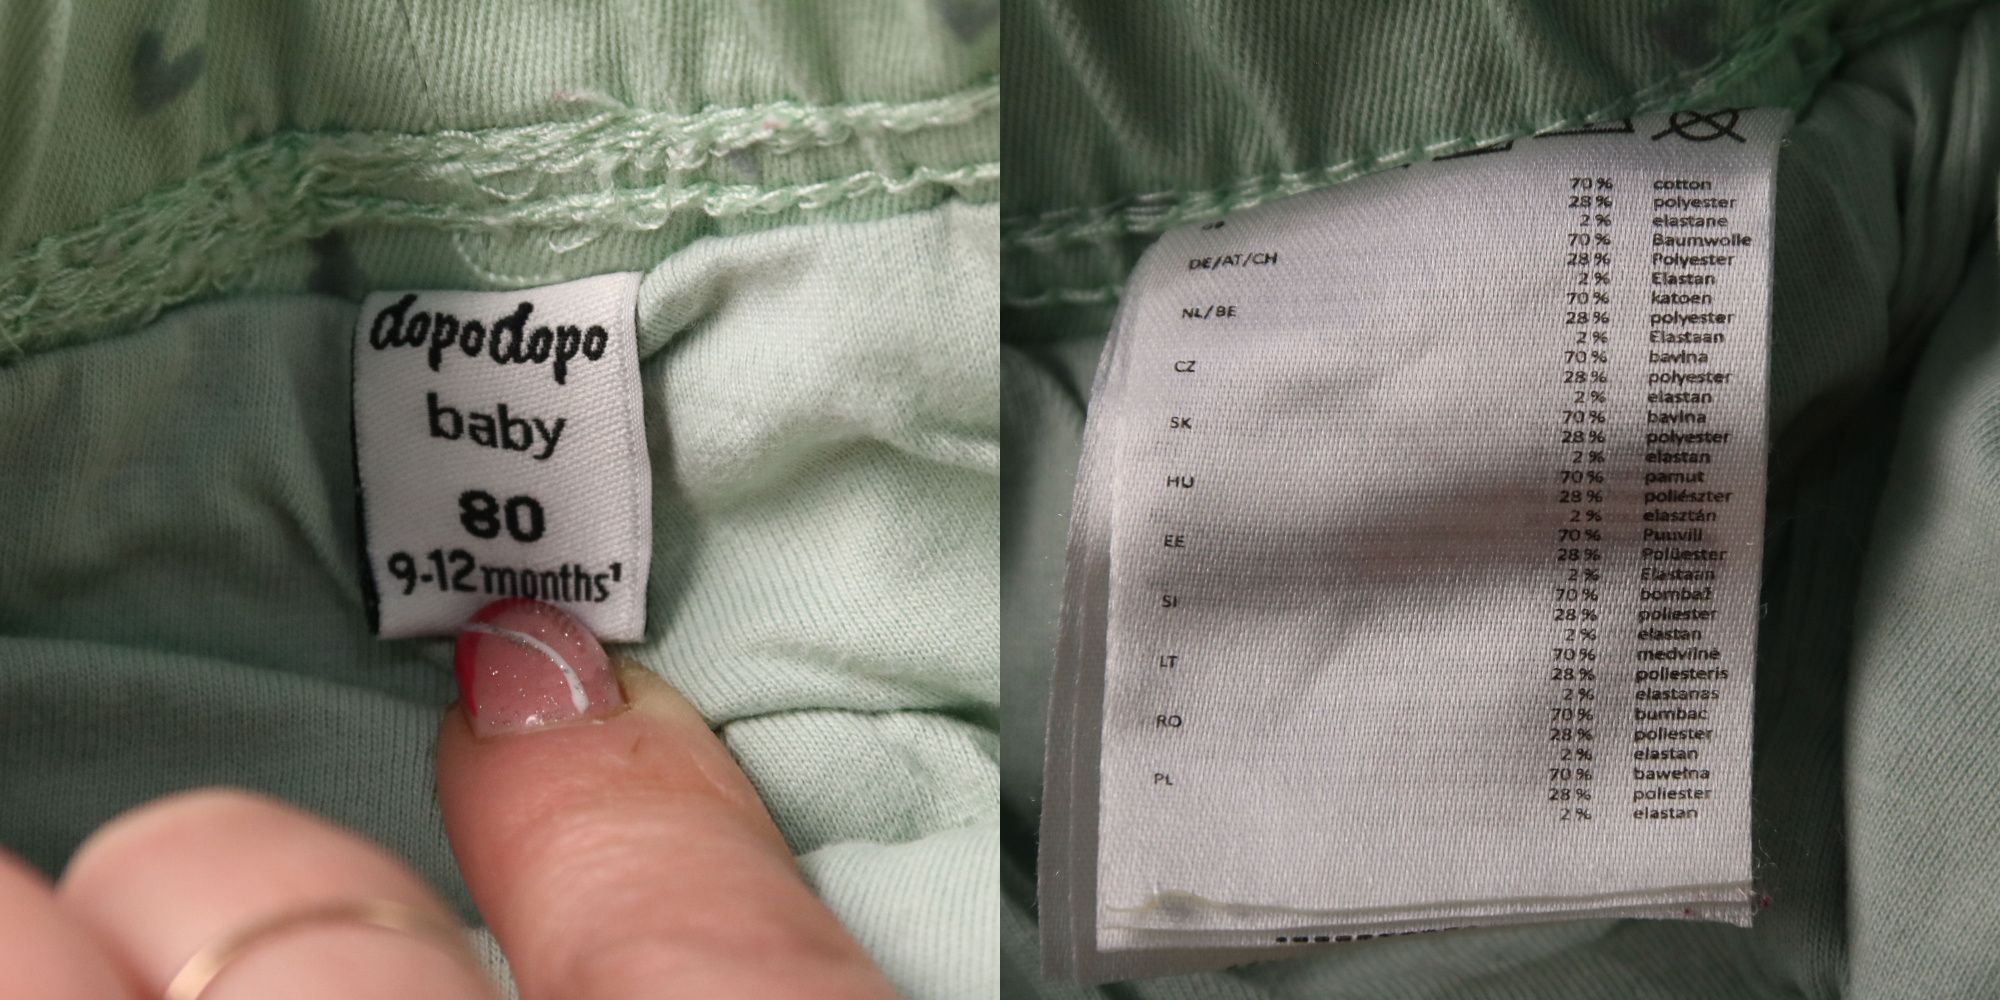 dopodopo
baby
80
9-12 months¹
70 % cotton
28 % polyester
2 % elastane
DE/AT/CH 70 % Baumwolle
28 % Polyester
2 % Elastan
NL/BE 70 % katoen
28 % polyester
2 % Elastaan
CZ 70 % bavlna
28 % polyester
2 % elastan
SK 70 % bavlna
28 % polyester
2 % elastan
HU 70 % pamut
28 % poliészter
2 % elasztán
EE 70 % Puuvill
28 % Polüester
2 % Elastaan
SI 70 % bombaž
28 % poliester
2 % elastan
LT 70 % medvilnė
28 % poliesteris
2 % elastanas
RO 70 % bumbac
28 % poliester
2 % elastan
PL 70 % bawełna
28 % poliester
2 % elastan